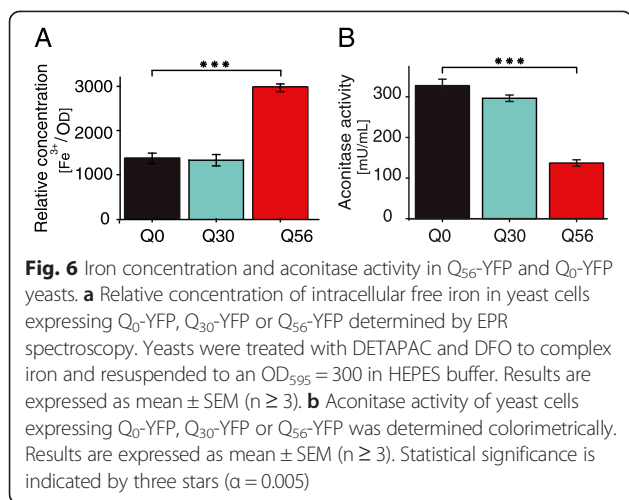 A
B
***
***
Relative concentration
[Fe³⁺/OD]
3000
2000
1000
0
Q0 Q30 Q56
Aconitase activity
[mU/mL]
300
200
100
0
Q0 Q30 Q56
Fig. 6 Iron concentration and aconitase activity in Q₅₆-YFP and Q₀-YFP
yeasts. a Relative concentration of intracellular free iron in yeast cells
expressing Q₀-YFP, Q₃₀-YFP or Q₅₆-YFP determined by EPR
spectroscopy. Yeasts were treated with DETAPAC and DFO to complex
iron and resuspended to an OD₅₉₅ = 300 in HEPES buffer. Results are
expressed as mean ± SEM (n ≥ 3). b Aconitase activity of yeast cells
expressing Q₀-YFP, Q₃₀-YFP or Q₅₆-YFP was determined colorimetrically.
Results are expressed as mean ± SEM (n ≥ 3). Statistical significance is
indicated by three stars (α = 0.005)